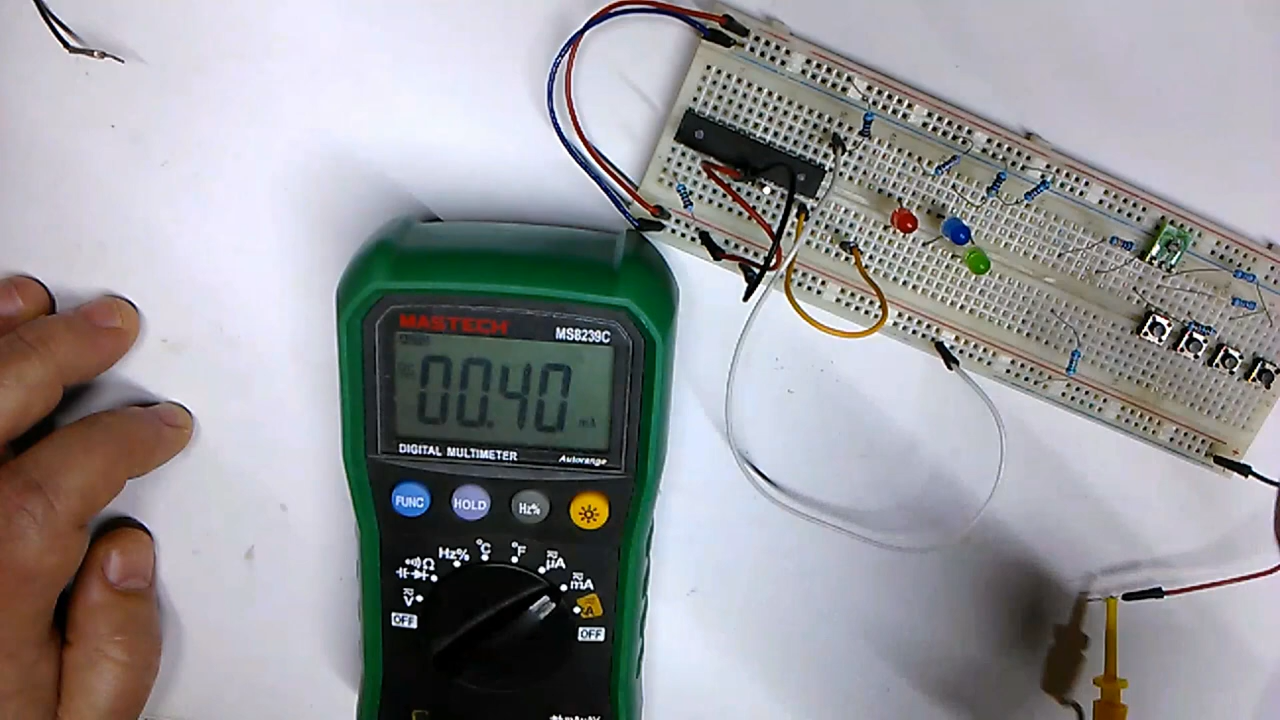 MASTECH
MS8239C
00.40
mA
DIGITAL MULTIMETER
Autorange
FUNC
HOLD
Hz%
Hz%
°C
°F
µA
mA
A
Ω
V
OFF
OFF